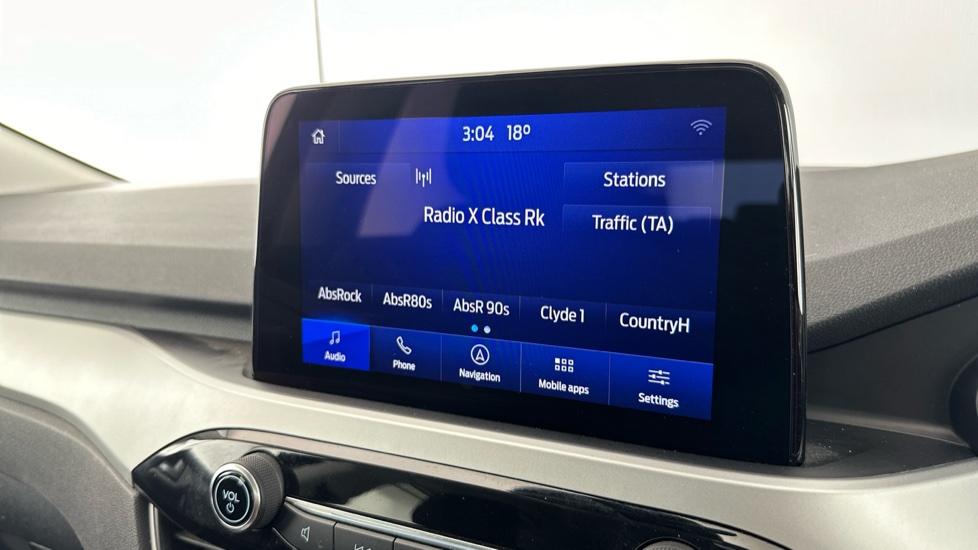 3:04 18º
Sources
Stations
Radio X Class Rk
Traffic (TA)
AbsRock AbsR80s AbsR 90s Clyde 1 CountryH
Audio Phone Navigation Mobile apps Settings
VOL